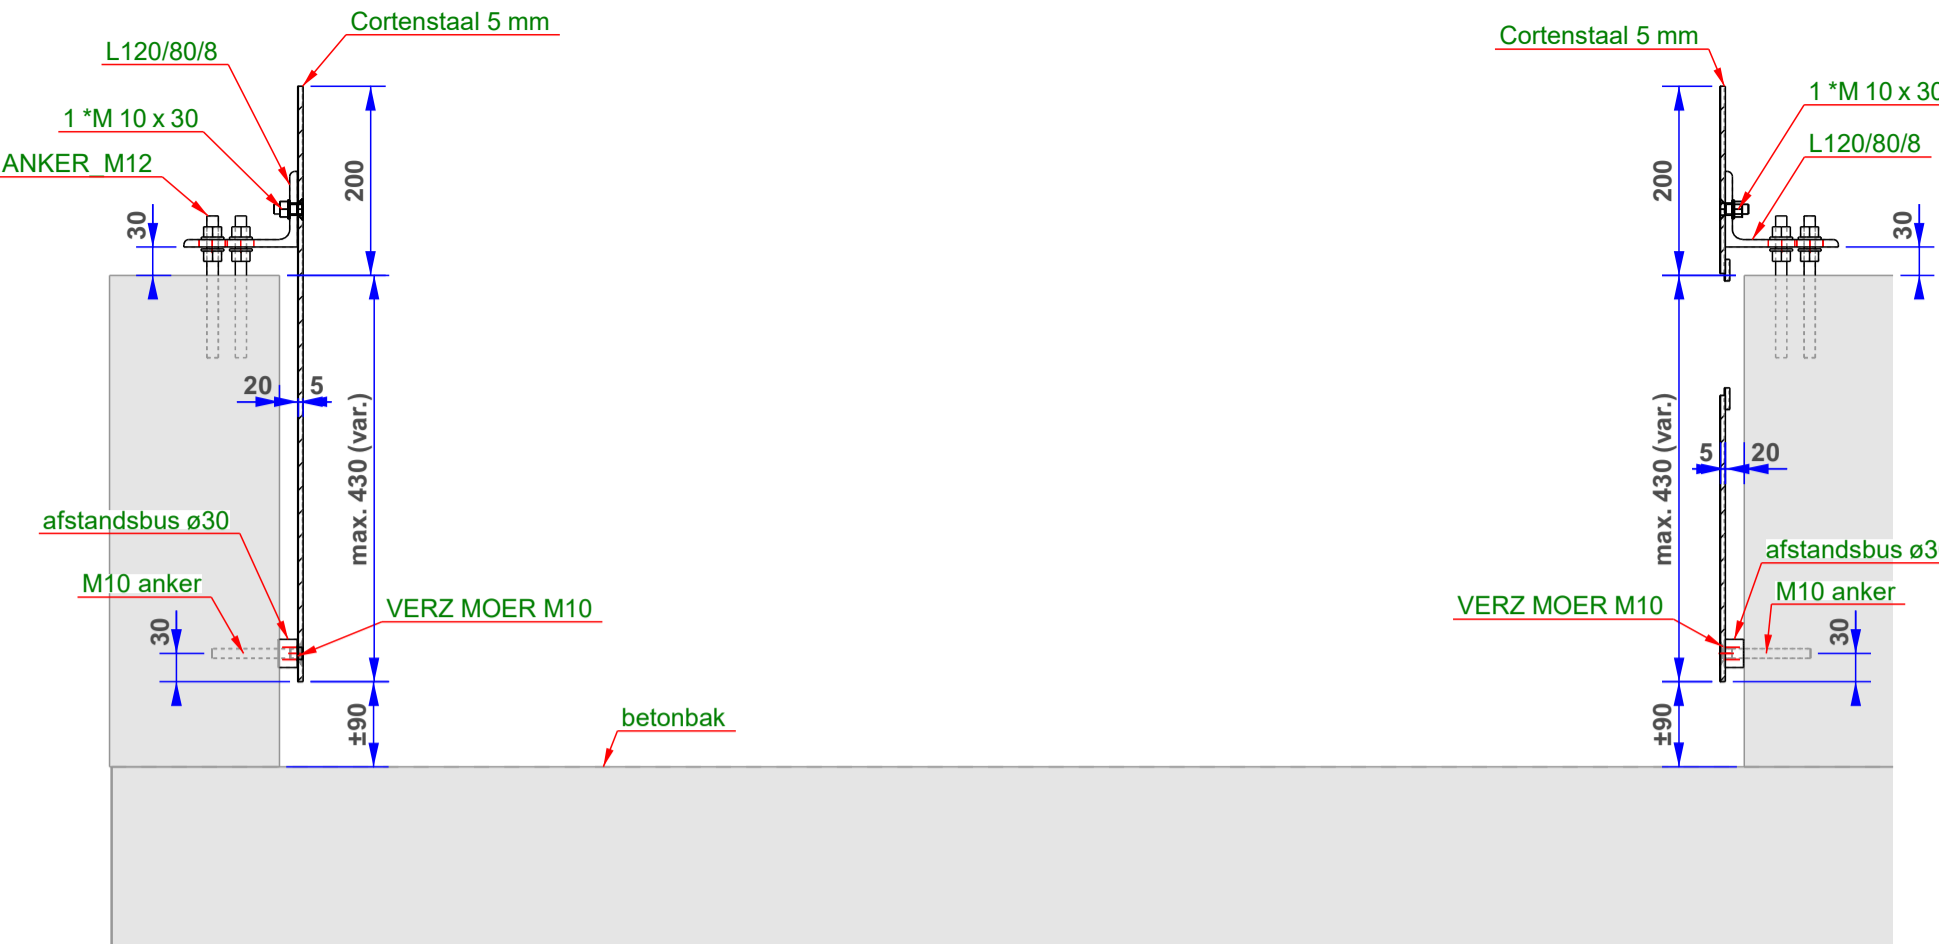 Cortenstaal 5 mm
L120/80/8
1 *M 10 x 30
ANKER M12
30
200
20
5
max. 430 (var.)
afstandsbus ø30
M10 anker
30
VERZ MOER M10
±90
betonbak
Cortenstaal 5 mm
1 *M 10 x 30
L120/80/8
200
30
max. 430 (var.)
5
20
afstandsbus ø3
M10 anker
VERZ MOER M10
30
±90